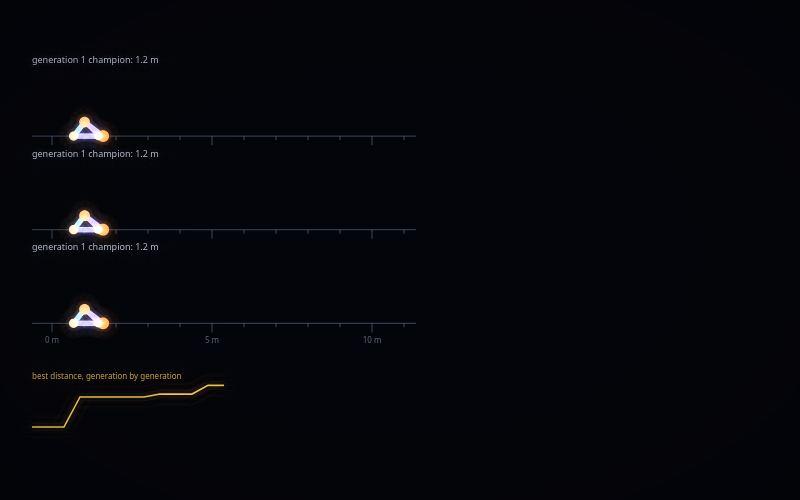 generation 1 champion: 1.2 m
generation 1 champion: 1.2 m
generation 1 champion: 1.2 m
0 m 5 m 10 m
best distance, generation by generation